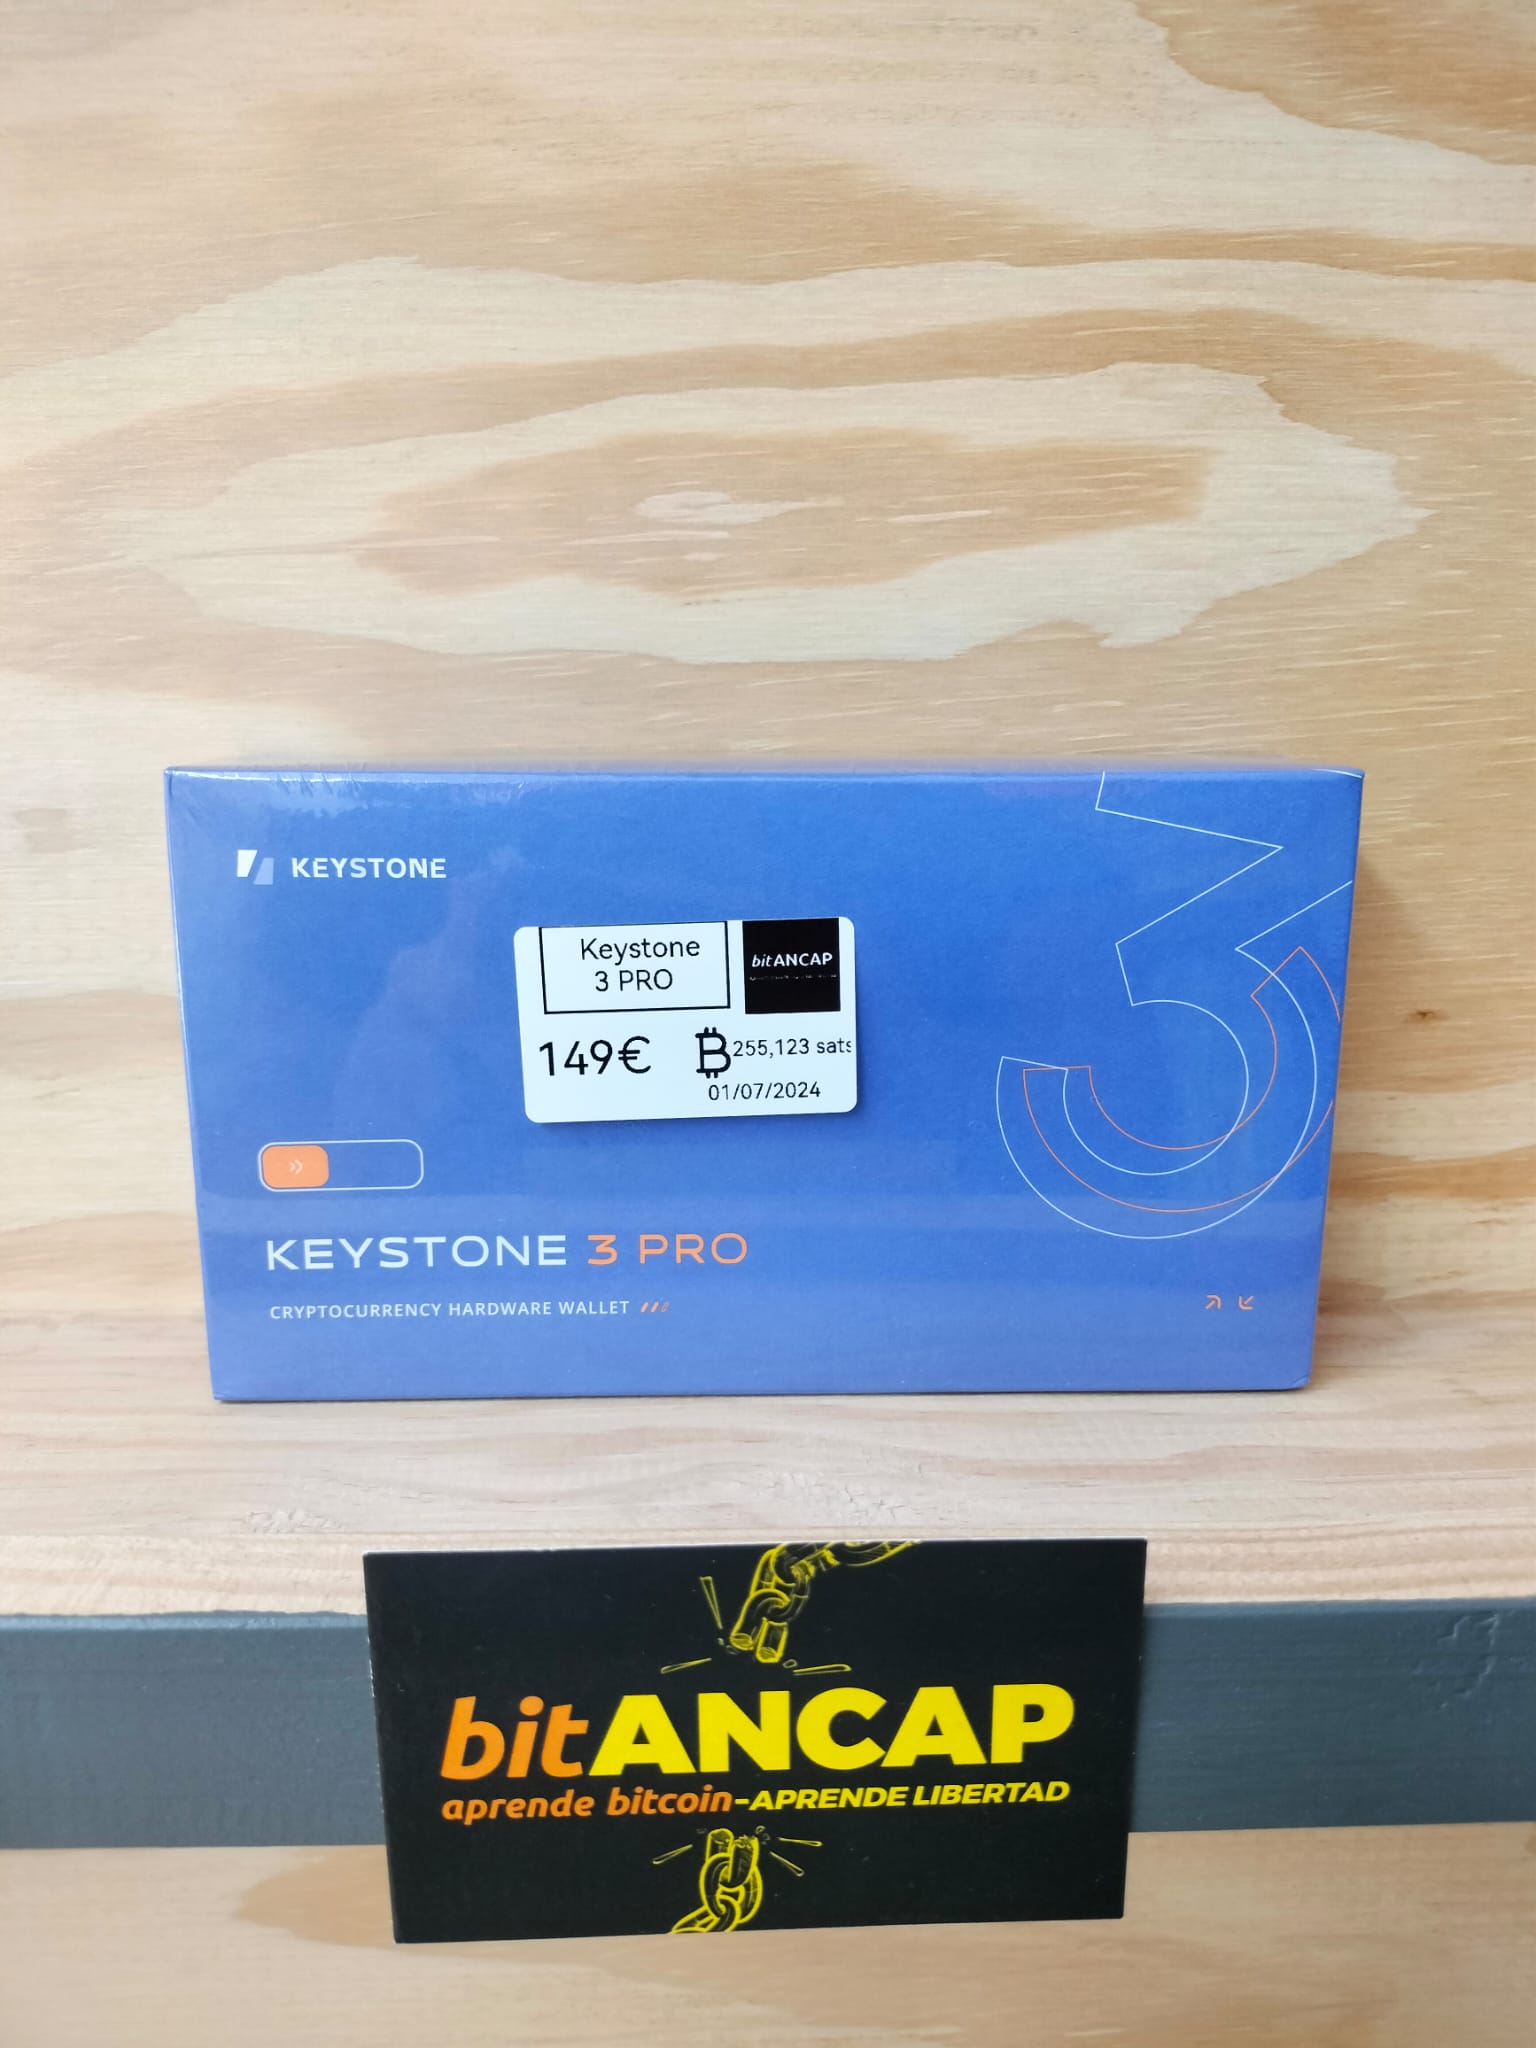 KEYSTONE
Keystone
3 PRO
bitANCAP
149€
₿ 255,123 sats
01/07/2024
KEYSTONE 3 PRO
CRYPTOCURRENCY HARDWARE WALLET
bitANCAP
aprende bitcoin-APRENDE LIBERTAD